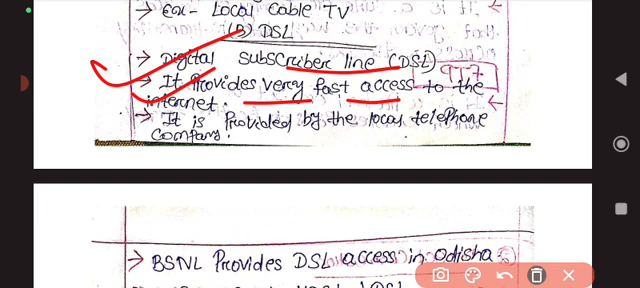 → Ex - Local Cable TV
(B) DSL
→ Digital Subscriber line (DSL)
→ It Provides very fast access to the
internet.
→ It is Provided by the local telephone
Company.
→ BSNL Provides DSL access in Odisha